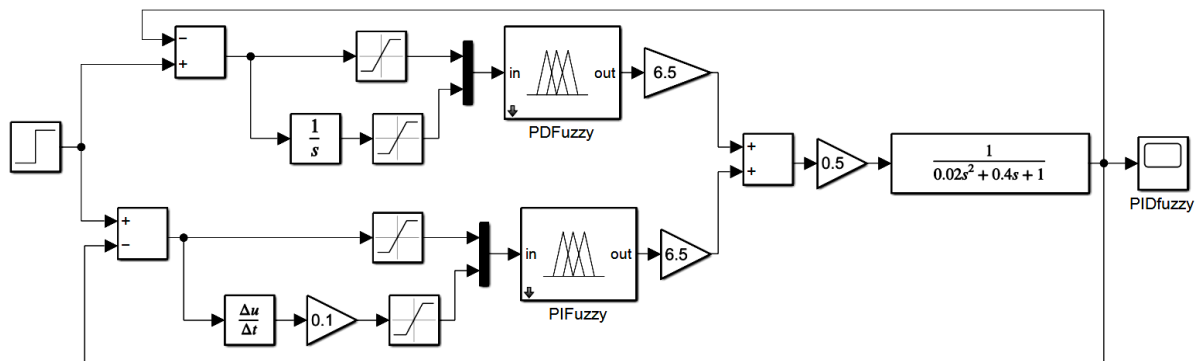 −
+
1
s
in
out
PDFuzzy
6.5
+
+
0.5
1
0.02s² + 0.4s + 1
PIDfuzzy
+
−
Δu
Δt
0.1
in
out
PIFuzzy
6.5